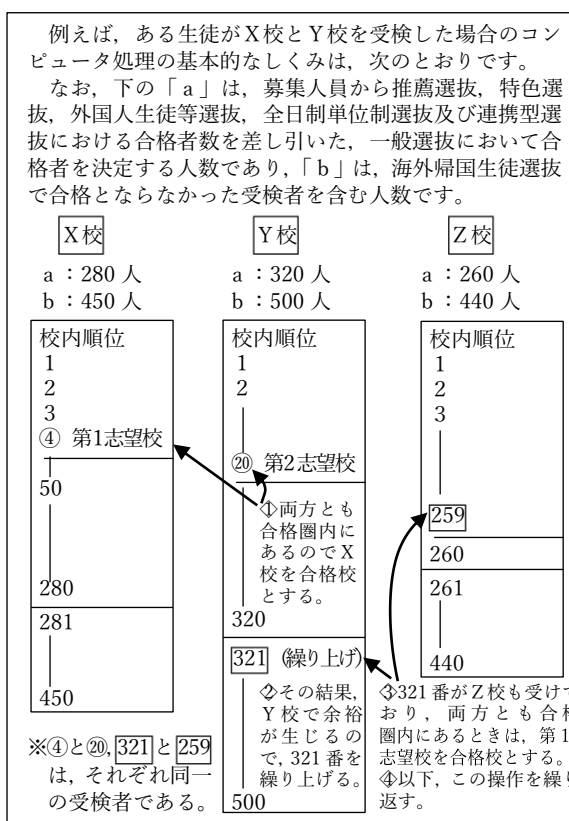 例えば，ある生徒がX校とY校を受検した場合のコン
ピュータ処理の基本的なしくみは，次のとおりです。
なお，下の「a」は，募集人員から推薦選抜，特色選
抜，外国人生徒等選抜，全日制単位制選抜及び連携型選
抜における合格者数を差し引いた，一般選抜において合
格者を決定する人数であり，「b」は，海外帰国生徒選抜
で合格とならなかった受検者を含む人数です。
X校
a：280人
b：450人
校内順位
1
2
3
④ 第1志望校
50
280
281
450
※④と⑳，321と259
は，それぞれ同一
の受検者である。
Y校
a：320人
b：500人
校内順位
1
2
⑳ 第2志望校
①両方とも
合格圏内に
あるのでX
校を合格校
とする。
320
321 (繰り上げ)
②その結果，
Y校で余裕
が生じるの
で，321番を
繰り上げる。
500
Z校
a：260人
b：440人
校内順位
1
2
3
259
260
261
440
③321番がZ校も受けて
おり，両方とも合格
圏内にあるときは，第1
志望校を合格校とする。
④以下，この操作を繰り
返す。